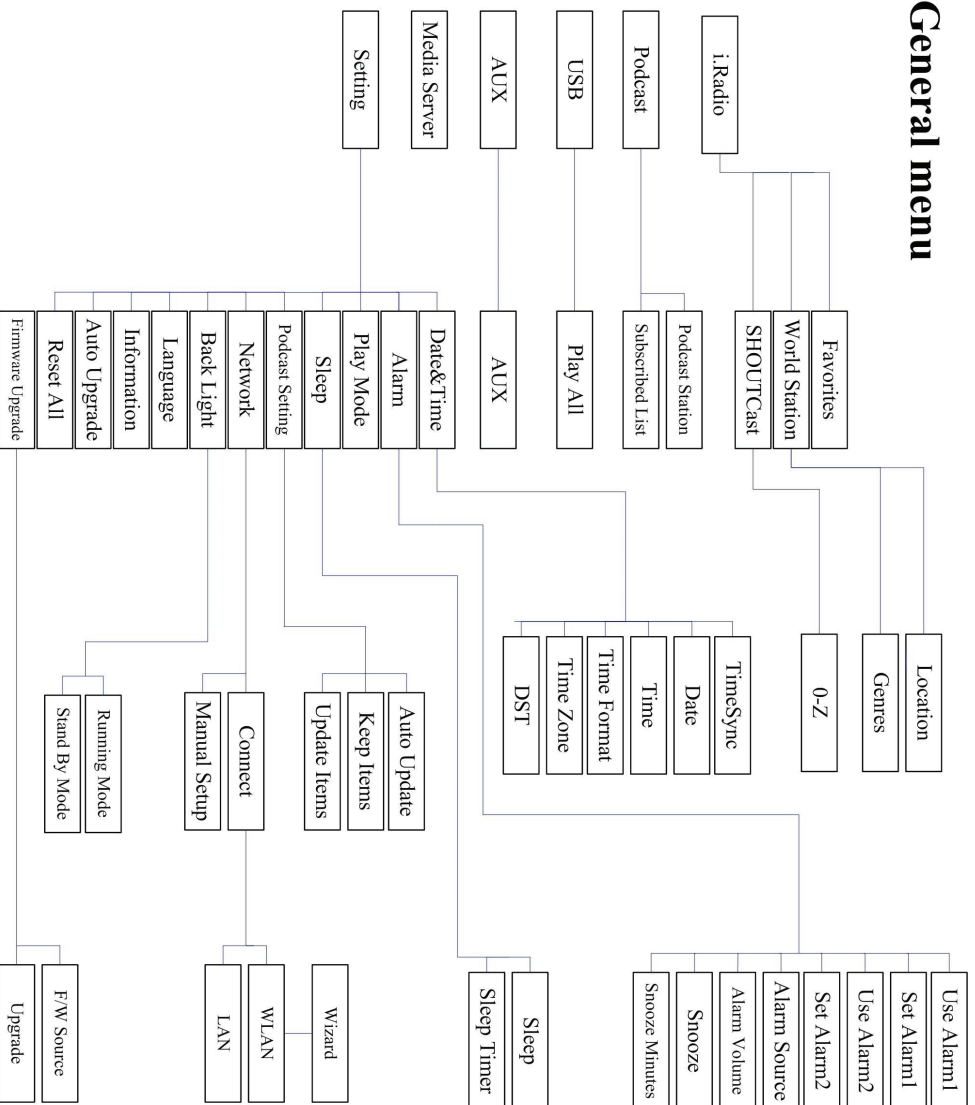 General menu
i.Radio
Favorites
World Station
SHOUTCast
Location
Genres
0-Z
Podcast
Podcast Station
Subscribed List
USB
Play All
AUX
AUX
Media Server
Setting
Date&Time
Alarm
Play Mode
Sleep
Podcast Setting
Network
Back Light
Language
Information
Auto Upgrade
Reset All
Firmware Upgrade
TimeSync
Date
Time
Time Format
Time Zone
DST
Auto Update
Keep Items
Update Items
Connect
Manual Setup
Running Mode
Stand By Mode
Use Alarm1
Set Alarm1
Use Alarm2
Set Alarm2
Alarm Source
Alarm Volume
Snooze
Snooze Minutes
Sleep
Sleep Timer
Wizard
WLAN
LAN
F/W Source
Upgrade